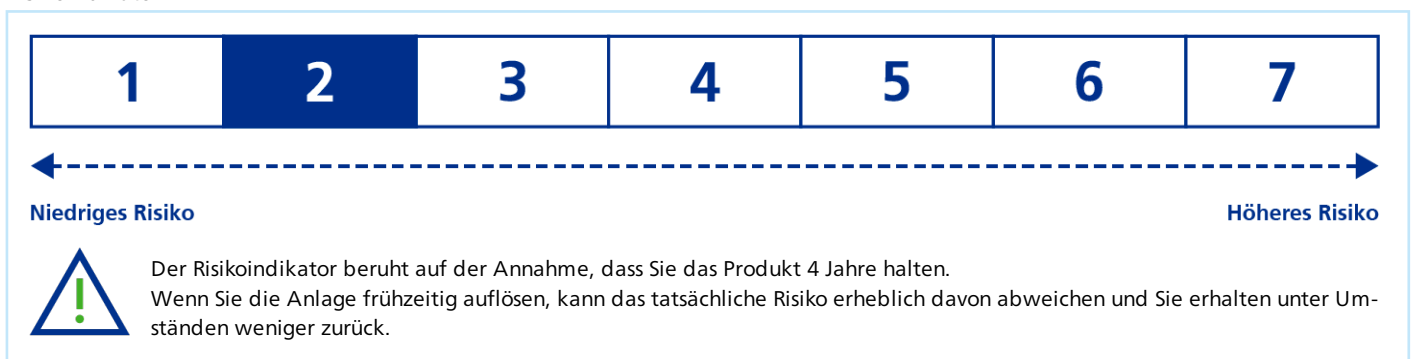 1 2 3 4 5 6 7
Niedriges Risiko Höheres Risiko
Der Risikoindikator beruht auf der Annahme, dass Sie das Produkt 4 Jahre halten.
Wenn Sie die Anlage frühzeitig auflösen, kann das tatsächliche Risiko erheblich davon abweichen und Sie erhalten unter Um-
ständen weniger zurück.